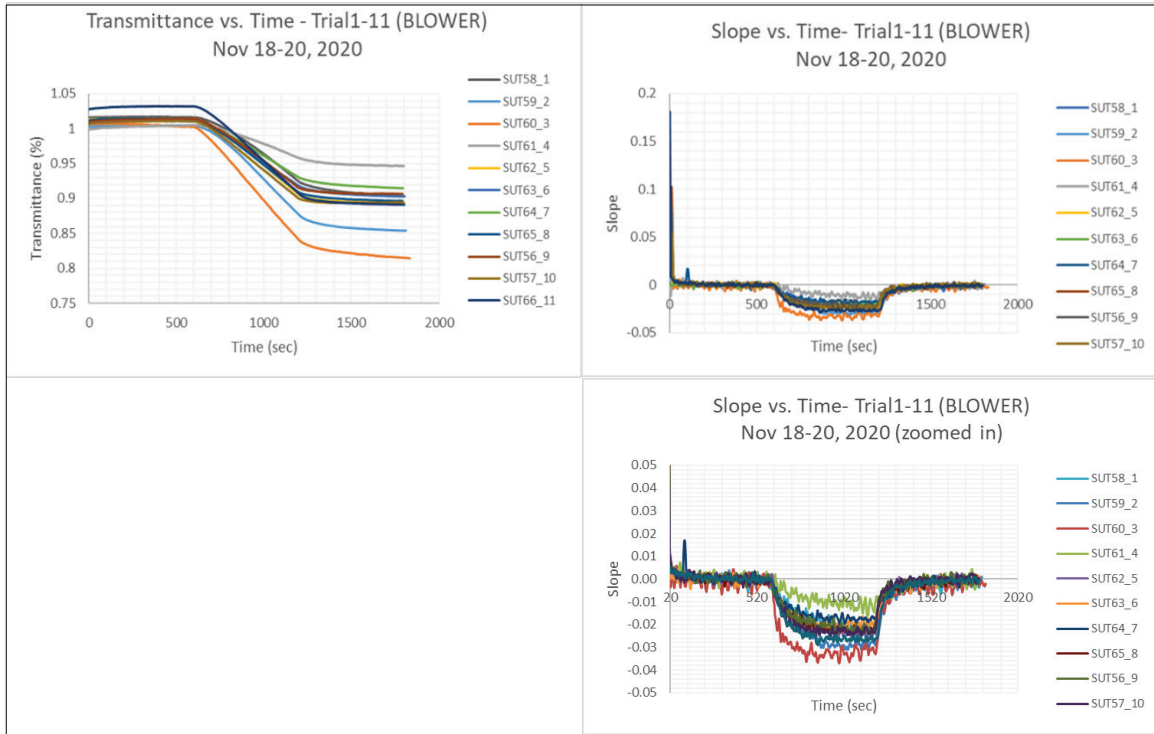 Transmittance vs. Time - Trial1-11 (BLOWER)
Nov 18-20, 2020
1.05
1
0.95
0.9
0.85
0.8
0.75
Transmittance (%)
0
500
1000
1500
2000
Time (sec)
SUT58_1
SUT59_2
SUT60_3
SUT61_4
SUT62_5
SUT63_6
SUT64_7
SUT65_8
SUT56_9
SUT57_10
SUT66_11
Slope vs. Time- Trial1-11 (BLOWER)
Nov 18-20, 2020
0.2
0.15
0.1
0.05
0
-0.05
Slope
0
500
1000
1500
2000
Time (sec)
SUT58_1
SUT59_2
SUT60_3
SUT61_4
SUT62_5
SUT63_6
SUT64_7
SUT65_8
SUT56_9
SUT57_10
Slope vs. Time- Trial1-11 (BLOWER)
Nov 18-20, 2020 (zoomed in)
0.05
0.04
0.03
0.02
0.01
0.00
-0.01
-0.02
-0.03
-0.04
-0.05
Slope
20
520
1020
1520
2020
Time (sec)
SUT58_1
SUT59_2
SUT60_3
SUT61_4
SUT62_5
SUT63_6
SUT64_7
SUT65_8
SUT56_9
SUT57_10